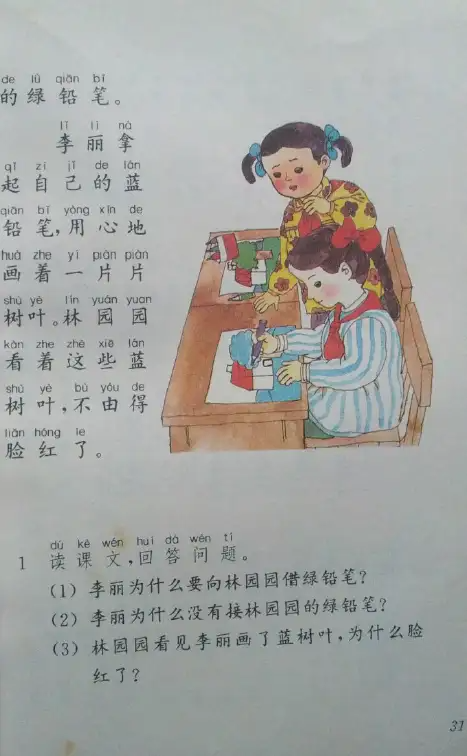 de lǜ qiān bǐ
的绿铅笔。
lǐ lì ná
李丽拿
qǐ zì jǐ de lán
起自己的蓝
qiān bǐ yòng xīn de
铅笔,用心地
huà zhe yí piàn piàn
画着一片片
shù yè lín yuán yuan
树叶。林园园
kàn zhe zhè xiē lán
看着这些蓝
shù yè bù yóu de
树叶,不由得
liǎn hóng le
脸红了。
dú kè wén huí dá wèn tí
1 读课文,回答问题。
(1) 李丽为什么要向林园园借绿铅笔?
(2) 李丽为什么没有接林园园的绿铅笔?
(3) 林园园看见李丽画了蓝树叶,为什么脸
红了?
31